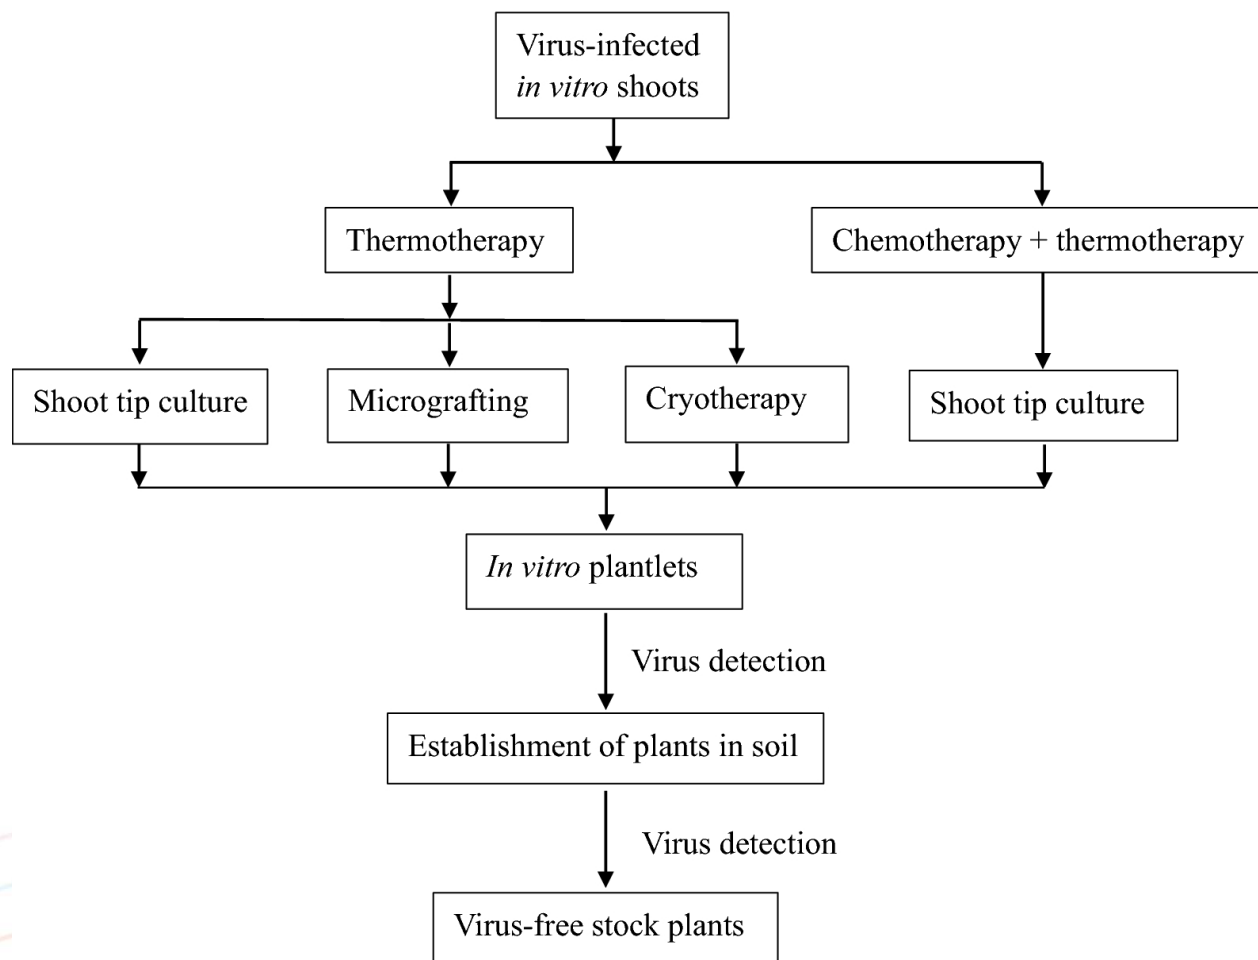 Virus-infected
in vitro shoots
Thermotherapy
Chemotherapy + thermotherapy
Shoot tip culture
Micrografting
Cryotherapy
Shoot tip culture
In vitro plantlets
Virus detection
Establishment of plants in soil
Virus detection
Virus-free stock plants